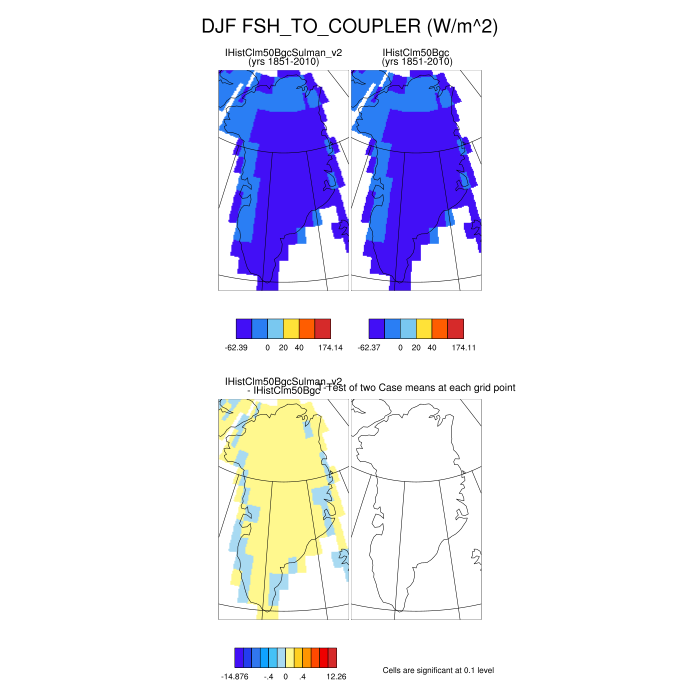 DJF FSH_TO_COUPLER (W/m^2)
IHistClm50BgcSulman_v2
(yrs 1851-2010)
IHistClm50Bgc
(yrs 1851-2010)
-62.39 0 20 40 174.14
-62.37 0 20 40 174.11
IHistClm50BgcSulman_v2
- IHistClm50Bgc
T-Test of two Case means at each grid point
-14.876 -.4 0 .4 12.26
Cells are significant at 0.1 level